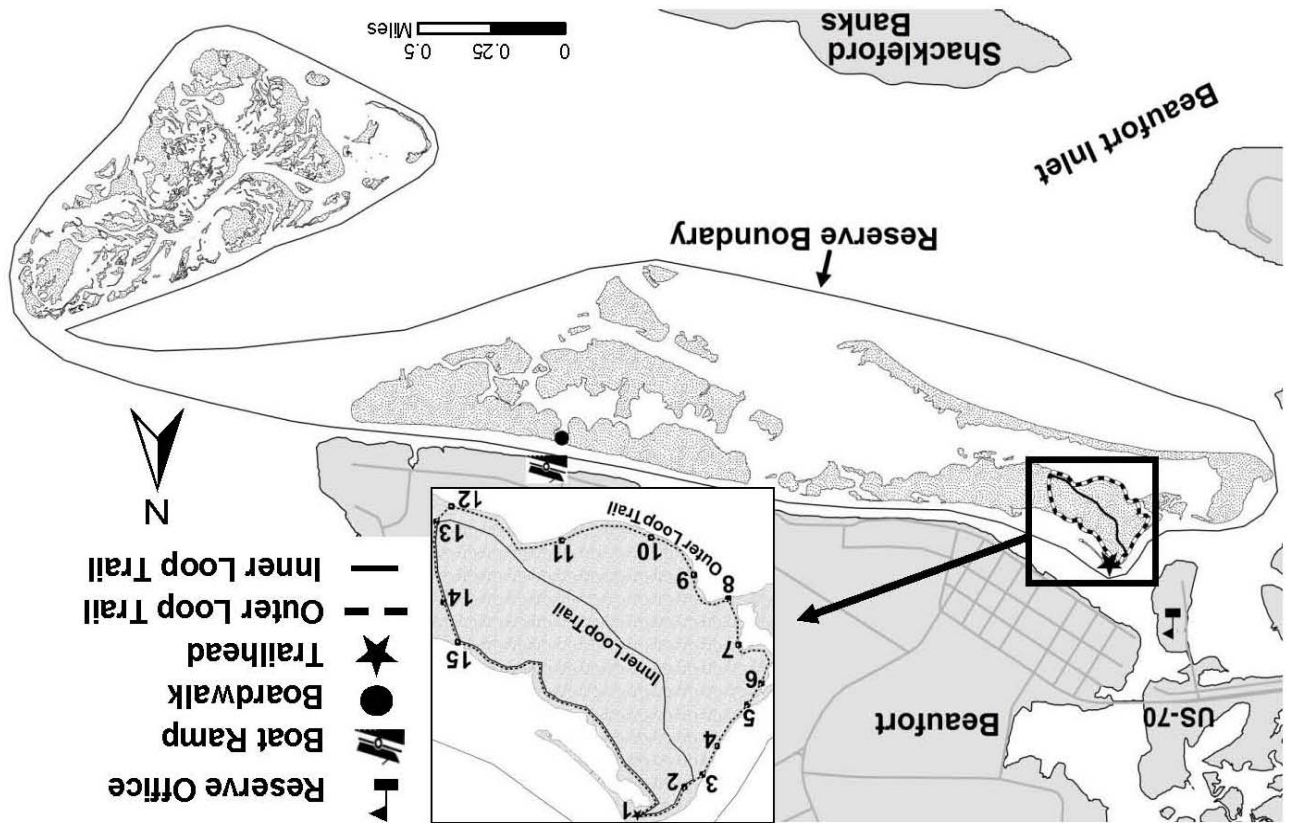 US-70
Beaufort
1
2
3
4
5
6
7
8
9
10
11
12
13
14
15
Inner Loop Trail
Outer Loop Trail
Reserve Office
Boat Ramp
Boardwalk
Trailhead
Outer Loop Trail
Inner Loop Trail
N
Reserve Boundary
Beaufort Inlet
Shackleford
Banks
0 0.25 0.5
Miles